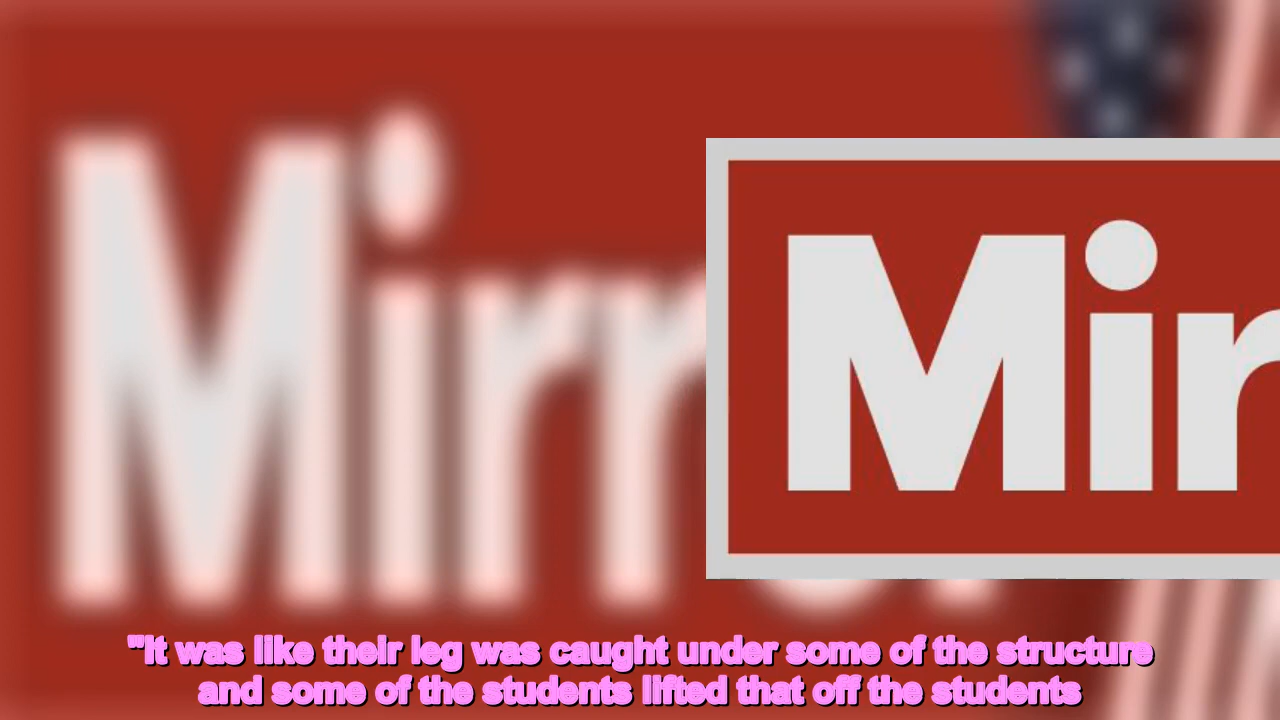 Mirror
Mir
"It was like their leg was caught under some of the structure
and some of the students lifted that off the students